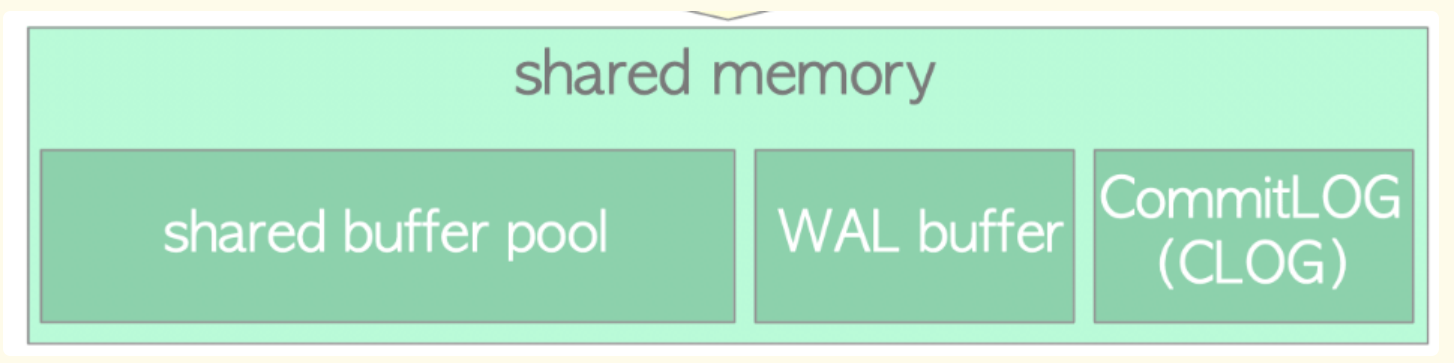 shared memory
shared buffer pool
WAL buffer
CommitLOG
(CLOG)